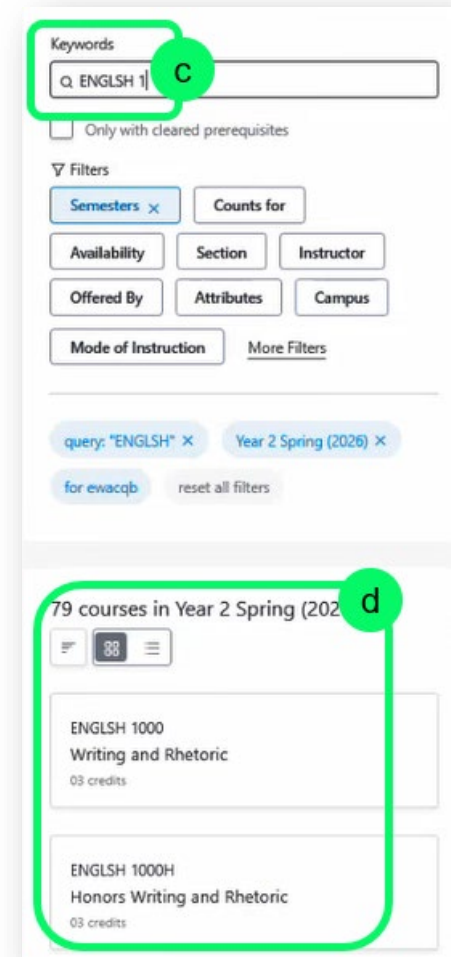 Keywords
ENGLSH 1
c
Only with cleared prerequisites
Filters
Semesters ×
Counts for
Availability
Section
Instructor
Offered By
Attributes
Campus
Mode of Instruction
More Filters
query: "ENGLSH" ×
Year 2 Spring (2026) ×
for ewacqb
reset all filters
79 courses in Year 2 Spring (202
d
ENGLSH 1000
Writing and Rhetoric
03 credits
ENGLSH 1000H
Honors Writing and Rhetoric
03 credits